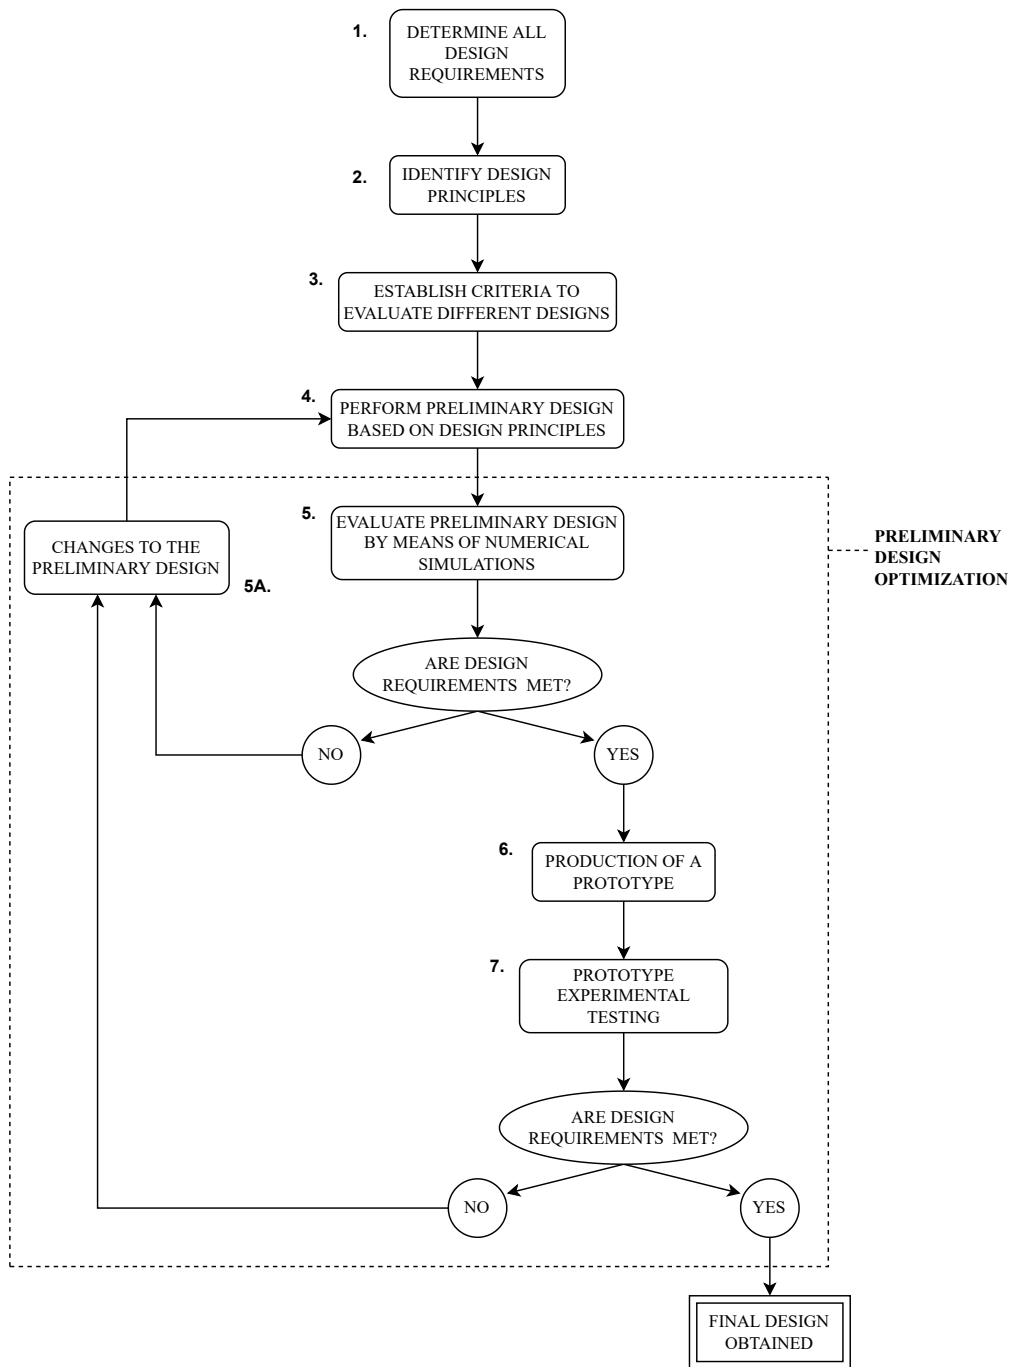 1.
DETERMINE ALL
DESIGN
REQUIREMENTS
2.
IDENTIFY DESIGN
PRINCIPLES
3.
ESTABLISH CRITERIA TO
EVALUATE DIFFERENT DESIGNS
4.
PERFORM PRELIMINARY DESIGN
BASED ON DESIGN PRINCIPLES
5.
EVALUATE PRELIMINARY DESIGN
BY MEANS OF NUMERICAL
SIMULATIONS
PRELIMINARY
DESIGN
OPTIMIZATION
CHANGES TO THE
PRELIMINARY DESIGN
5A.
ARE DESIGN
REQUIREMENTS MET?
NO
YES
6.
PRODUCTION OF A
PROTOTYPE
7.
PROTOTYPE
EXPERIMENTAL
TESTING
ARE DESIGN
REQUIREMENTS MET?
NO
YES
FINAL DESIGN
OBTAINED